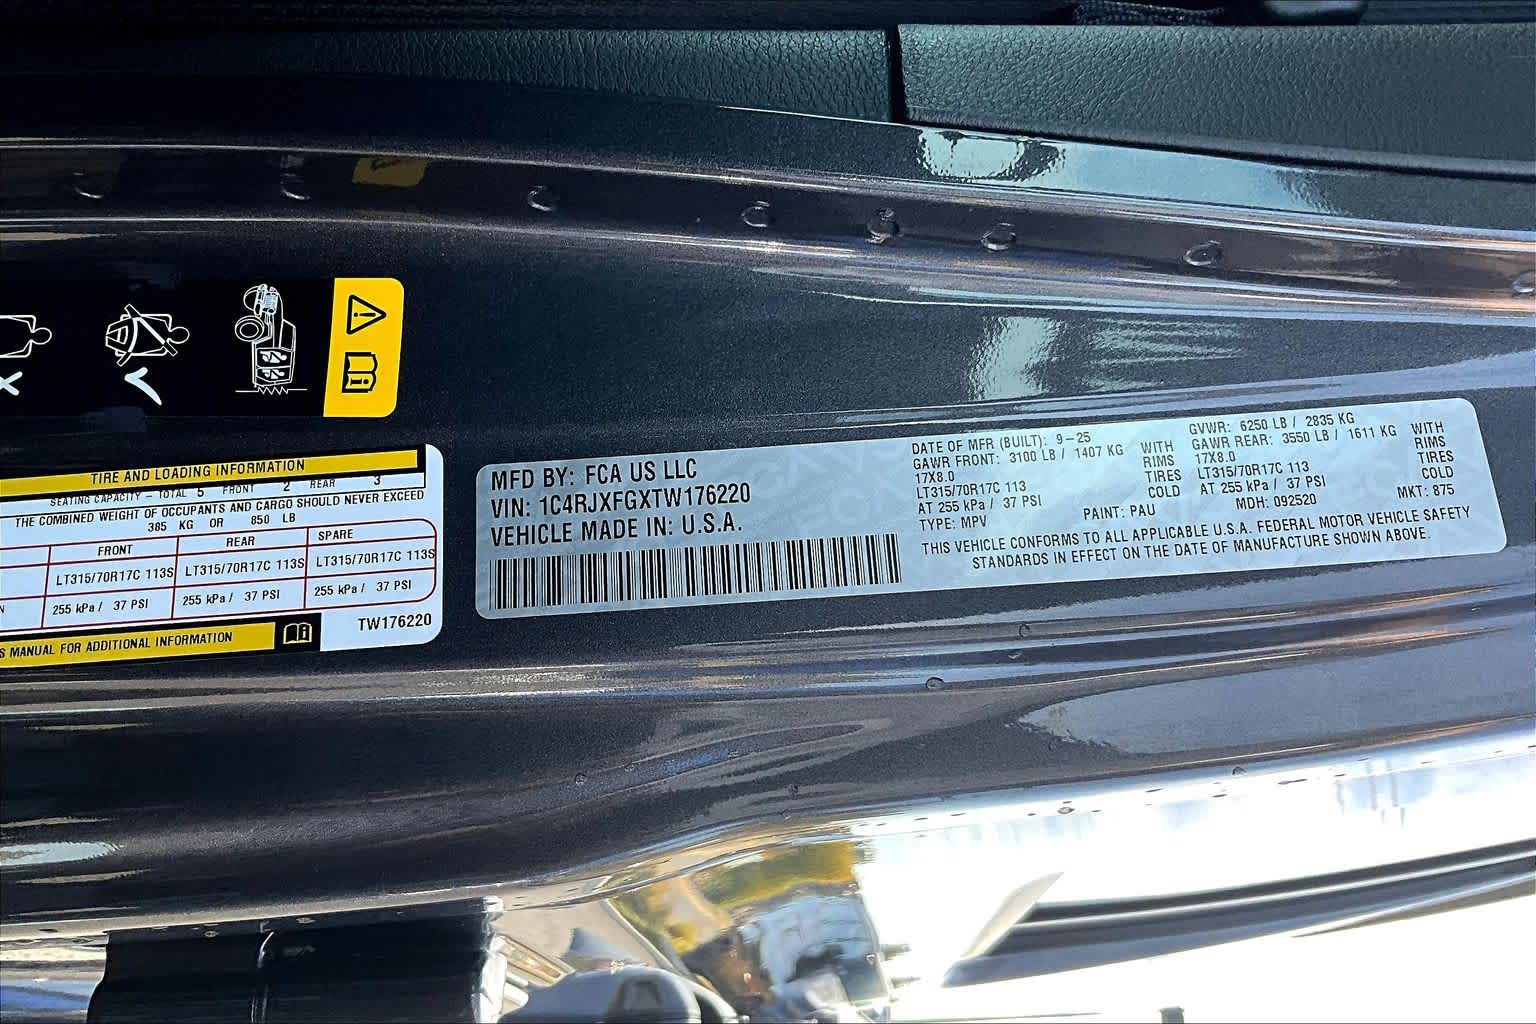 TIRE AND LOADING INFORMATION
SEATING CAPACITY - TOTAL 5 FRONT 2 REAR 3
THE COMBINED WEIGHT OF OCCUPANTS AND CARGO SHOULD NEVER EXCEED
385 KG OR 850 LB
FRONT REAR SPARE
LT315/70R17C 113S LT315/70R17C 113S LT315/70R17C 113S
255 kPa / 37 PSI 255 kPa / 37 PSI 255 kPa / 37 PSI
MANUAL FOR ADDITIONAL INFORMATION
TW176220
MFD BY: FCA US LLC
VIN: 1C4RJXFGXTW176220
VEHICLE MADE IN: U.S.A.
DATE OF MFR (BUILT): 9-25 GVWR: 6250 LB / 2835 KG
GAWR FRONT: 3100 LB / 1407 KG WITH GAWR REAR: 3550 LB / 1611 KG WITH
17X8.0 RIMS 17X8.0 RIMS
LT315/70R17C 113 TIRES LT315/70R17C 113 TIRES
AT 255 kPa / 37 PSI COLD AT 255 kPa / 37 PSI COLD
TYPE: MPV PAINT: PAU MDH: 092520 MKT: 875
THIS VEHICLE CONFORMS TO ALL APPLICABLE U.S.A. FEDERAL MOTOR VEHICLE SAFETY
STANDARDS IN EFFECT ON THE DATE OF MANUFACTURE SHOWN ABOVE.